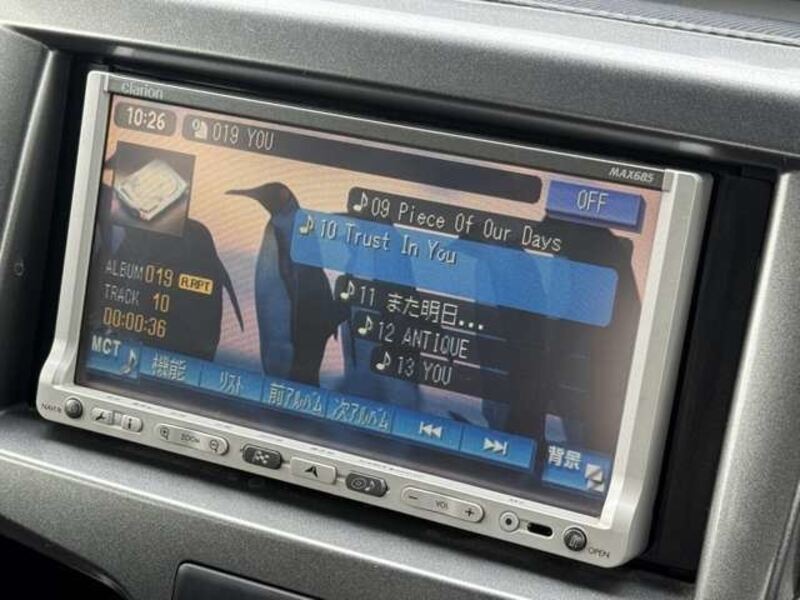 clarion
MAX685
10:26
019 YOU
OFF
09 Piece Of Our Days
10 Trust In You
11 また明日...
12 ANTIQUE
13 YOU
ALBUM 019 R.RPT
TRACK 10
00:00:36
MCT 機能 リスト 前アルバム 次アルバム 背景
NAVI ZOOM VOL OPEN